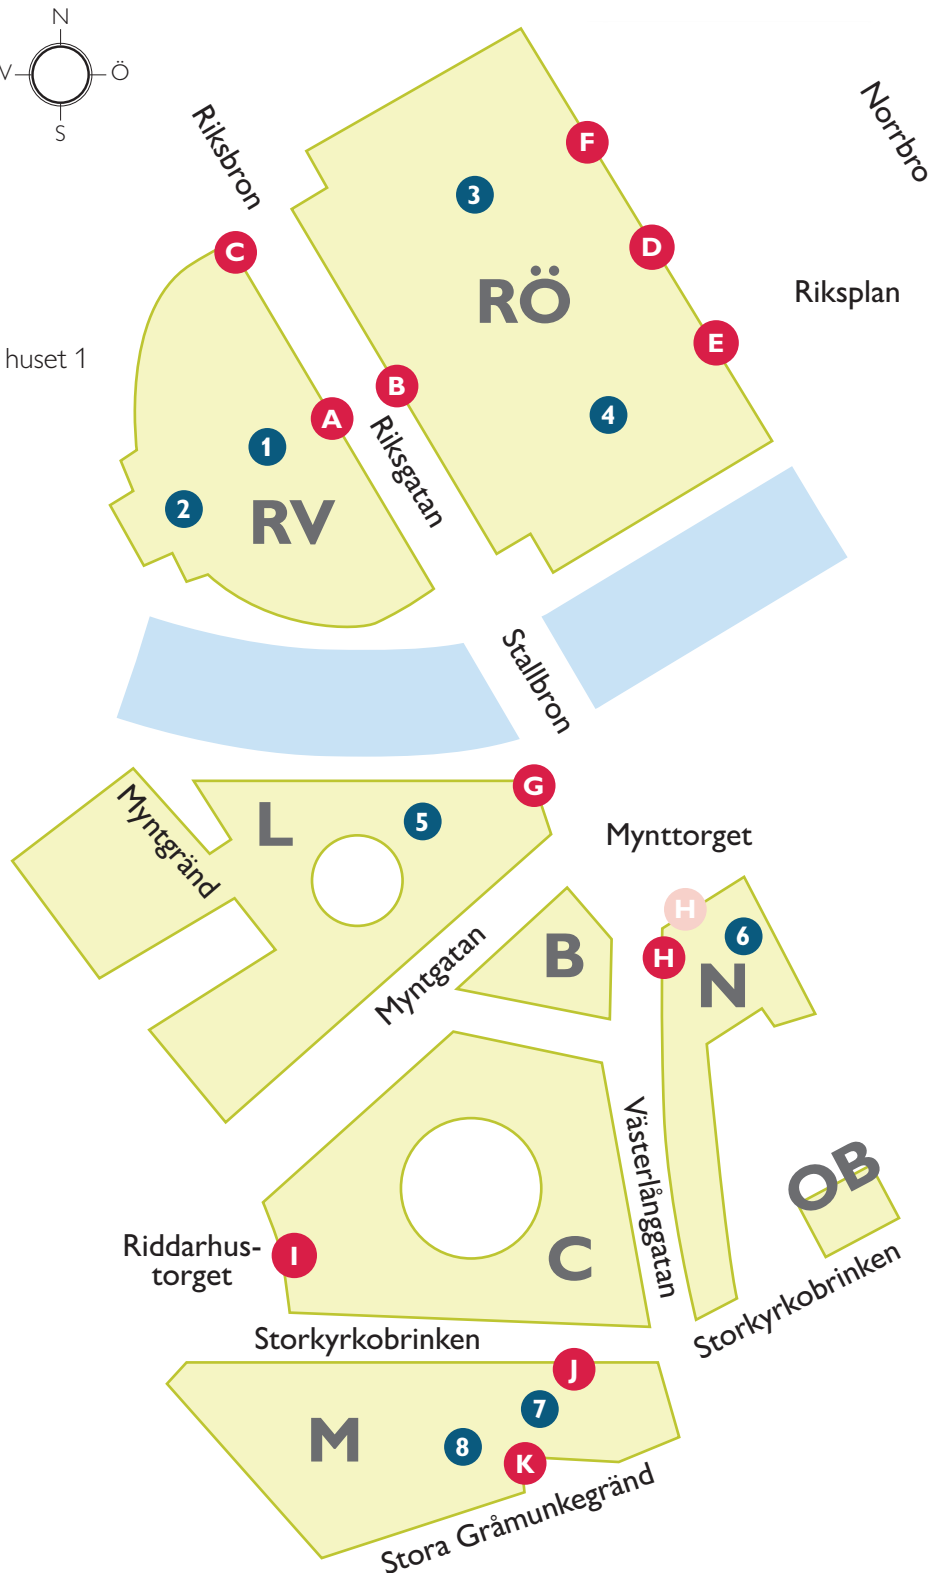 N
V
Ö
S
Riksbron
Norrbro
F
3
D
C
RÖ
Riksplan
E
huset 1
B
4
A
Riksgatan
1
2
RV
Stallbron
G
Myntgränd
L
5
Mynttorget
H
6
H
B
N
Myntgatan
Västerlånggatan
OB
Riddarhus-
torget
I
C
Storkyrkobrinken
Storkyrkobrinken
J
7
M
8
K
Stora Gråmunkegränd